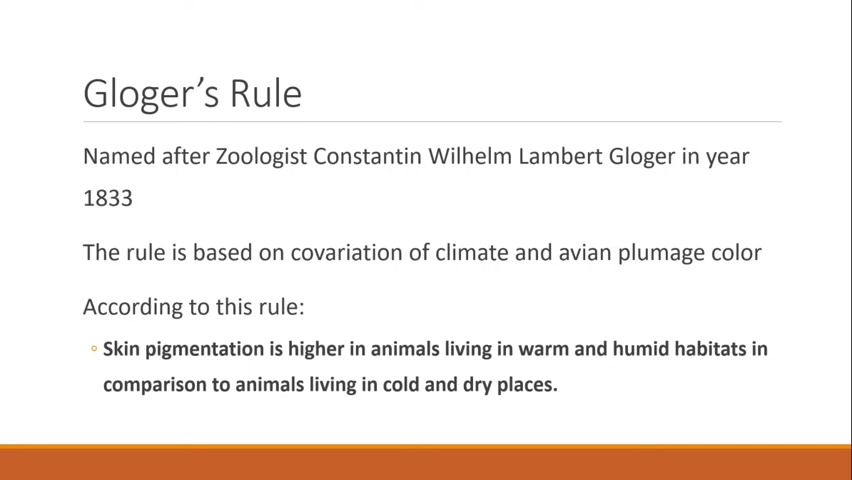 Gloger’s Rule
Named after Zoologist Constantin Wilhelm Lambert Gloger in year
1833
The rule is based on covariation of climate and avian plumage color
According to this rule:
◦ Skin pigmentation is higher in animals living in warm and humid habitats in
comparison to animals living in cold and dry places.